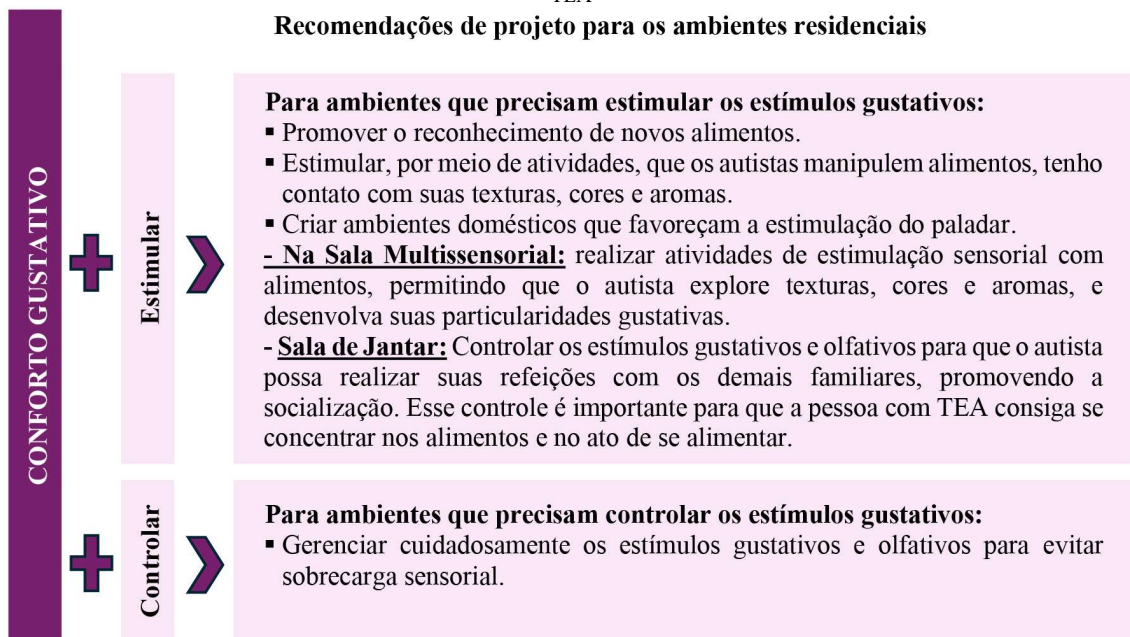 TEA
Recomendações de projeto para os ambientes residenciais
CONFORTO GUSTATIVO
Estimular
Para ambientes que precisam estimular os estímulos gustativos:
▪ Promover o reconhecimento de novos alimentos.
▪ Estimular, por meio de atividades, que os autistas manipulem alimentos, tenho
contato com suas texturas, cores e aromas.
▪ Criar ambientes domésticos que favoreçam a estimulação do paladar.
- Na Sala Multissensorial: realizar atividades de estimulação sensorial com
alimentos, permitindo que o autista explore texturas, cores e aromas, e
desenvolva suas particularidades gustativas.
- Sala de Jantar: Controlar os estímulos gustativos e olfativos para que o autista
possa realizar suas refeições com os demais familiares, promovendo a
socialização. Esse controle é importante para que a pessoa com TEA consiga se
concentrar nos alimentos e no ato de se alimentar.
Controlar
Para ambientes que precisam controlar os estímulos gustativos:
▪ Gerenciar cuidadosamente os estímulos gustativos e olfativos para evitar
sobrecarga sensorial.